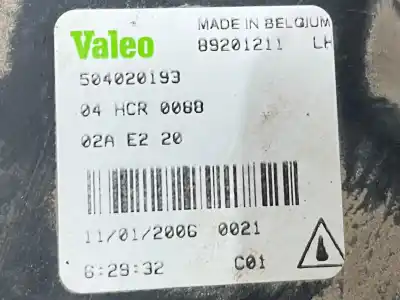 Valeo
MADE IN BELGIUM
89201211 LH
504020193
04 HCR 0088
02A E2 20
11/01/2006 0021
6:29:32 C01